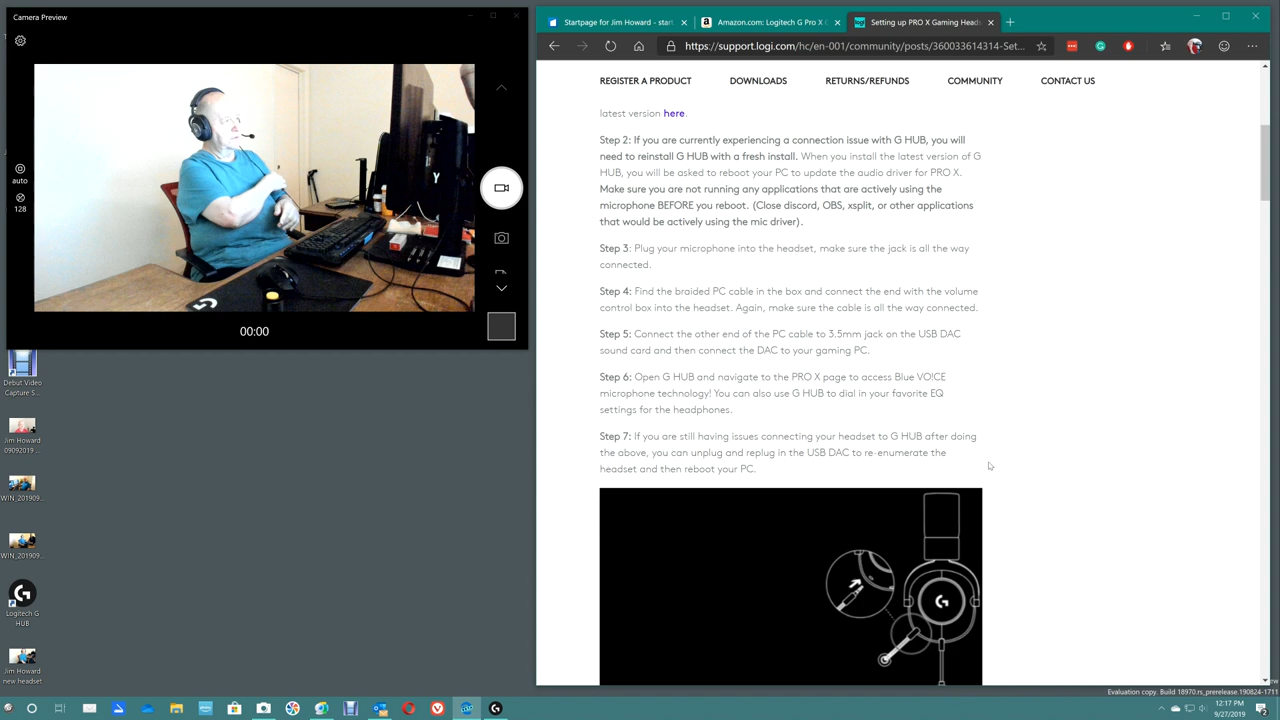 Camera Preview
auto
128
00:00
Debut Video
Capture S...
Jim Howard
09092019 ...
WIN_201909...
WIN_201909...
Logitech G
HUB
Jim Howard
new headset
Startpage for Jim Howard - star
Amazon.com: Logitech G Pro X G
Setting up PRO X Gaming Heads
https://support.logi.com/hc/en-001/community/posts/360033614314-Set...
REGISTER A PRODUCT DOWNLOADS RETURNS/REFUNDS COMMUNITY CONTACT US
latest version here.
Step 2: If you are currently experiencing a connection issue with G HUB, you will
need to reinstall G HUB with a fresh install. When you install the latest version of G
HUB, you will be asked to reboot your PC to update the audio driver for PRO X.
Make sure you are not running any applications that are actively using the
microphone BEFORE you reboot. (Close discord, OBS, xsplit, or other applications
that would be actively using the mic driver).
Step 3: Plug your microphone into the headset, make sure the jack is all the way
connected.
Step 4: Find the braided PC cable in the box and connect the end with the volume
control box into the headset. Again, make sure the cable is all the way connected.
Step 5: Connect the other end of the PC cable to 3.5mm jack on the USB DAC
sound card and then connect the DAC to your gaming PC.
Step 6: Open G HUB and navigate to the PRO X page to access Blue VO!CE
microphone technology! You can also use G HUB to dial in your favorite EQ
settings for the headphones.
Step 7: If you are still having issues connecting your headset to G HUB after doing
the above, you can unplug and replug in the USB DAC to re-enumerate the
headset and then reboot your PC.
Evaluation copy. Build 18970.rs_prerelease.190824-1711
12:17 PM
9/27/2019
2